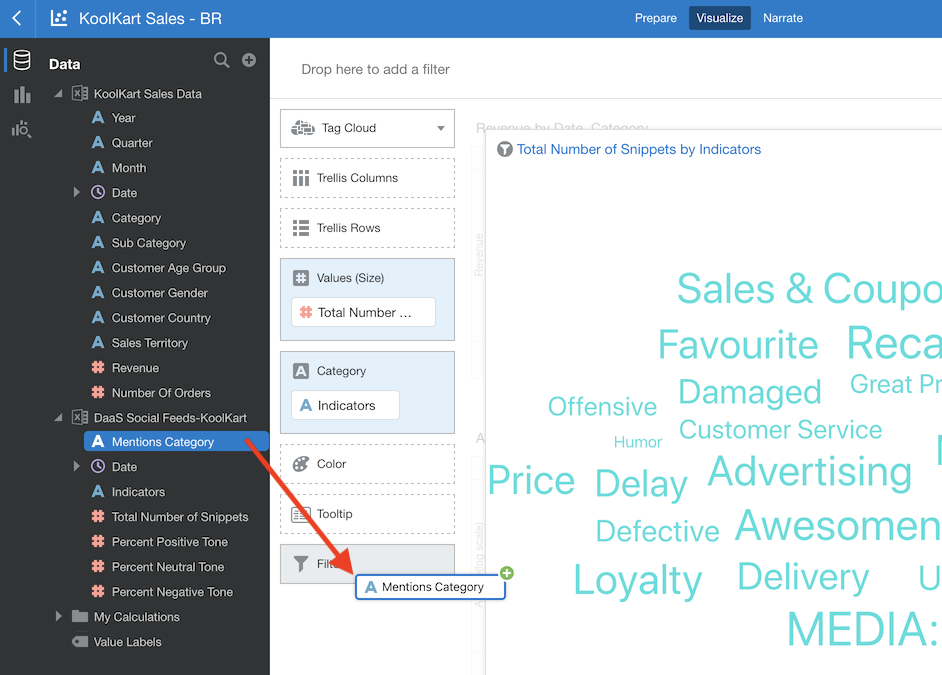 KoolKart Sales - BR
Prepare
Visualize
Narrate
Data
KoolKart Sales Data
Year
Quarter
Month
Date
Category
Sub Category
Customer Age Group
Customer Gender
Customer Country
Sales Territory
Revenue
Number Of Orders
DaaS Social Feeds-KoolKart
Mentions Category
Date
Indicators
Total Number of Snippets
Percent Positive Tone
Percent Neutral Tone
Percent Negative Tone
My Calculations
Value Labels
Drop here to add a filter
Tag Cloud
Trellis Columns
Trellis Rows
Values (Size)
Total Number ...
Category
Indicators
Color
Tooltip
Mentions Category
Revenue by Date, Category
Revenue
Total Number of Snippets by Indicators
Sales & Coupo
Favourite
Reca
Damaged
Great Pr
Offensive
Customer Service
Humor
Price
Delay
Advertising
Defective
Awesomen
Loyalty
Delivery
MEDIA: